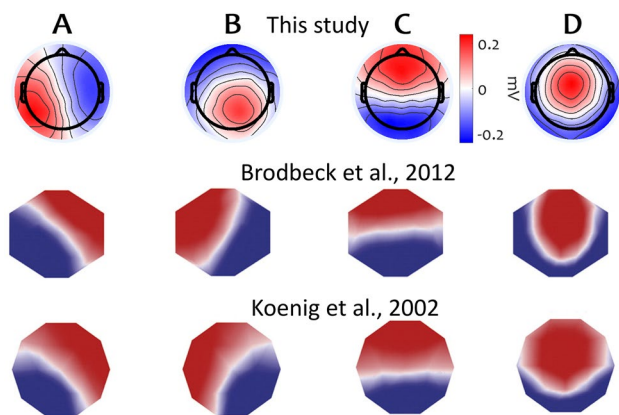 A B This study C D
0.2
0
-0.2
mV
Brodbeck et al., 2012
Koenig et al., 2002